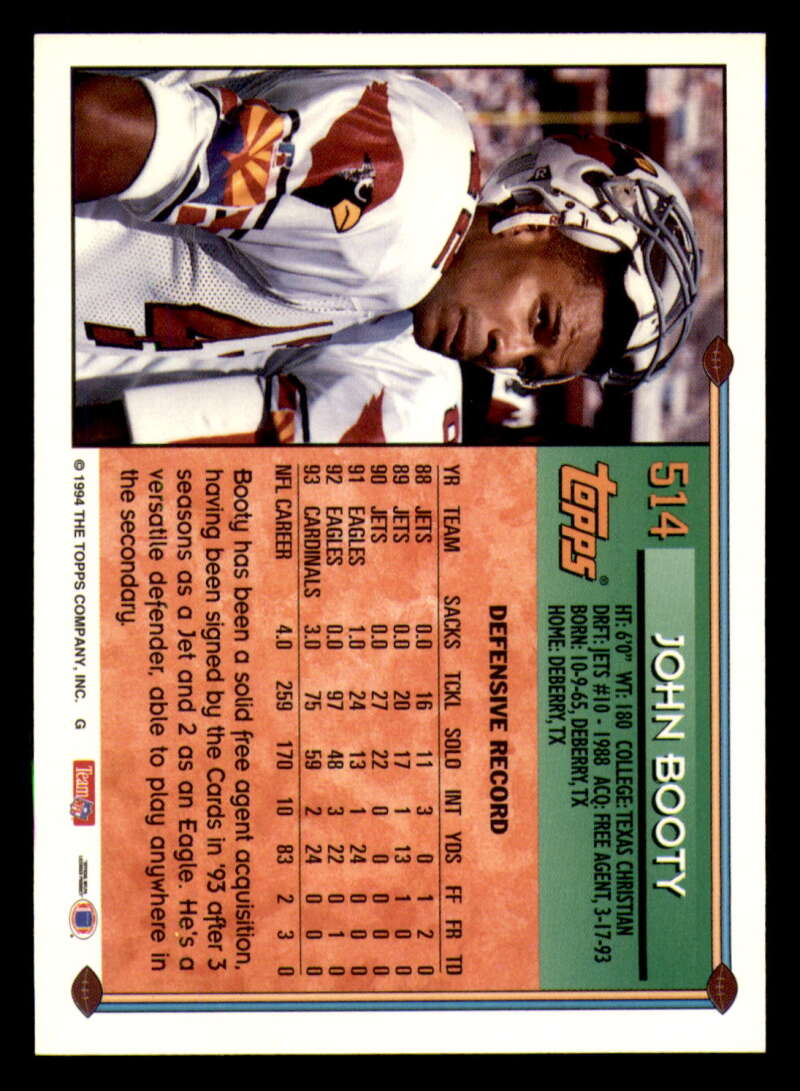 514 JOHN BOOTY
HT: 6'0" WT: 180 COLLEGE: TEXAS CHRISTIAN
DRFT: JETS #10 - 1988 ACQ: FREE AGENT, 3-17-93
BORN: 10-9-65, DEBERRY, TX
HOME: DEBERRY, TX
TOPPS®
DEFENSIVE RECORD
YR TEAM SACKS TCKL SOLO INT YDS FF FR TD
88 JETS 0.0 16 11 3 0 1 2 0
89 JETS 0.0 20 17 1 13 1 0 0
90 JETS 0.0 27 22 0 0 0 0 0
91 EAGLES 1.0 24 13 1 24 0 0 0
92 EAGLES 0.0 97 48 3 22 0 1 0
93 CARDINALS 3.0 75 59 2 24 0 0 0
NFL CAREER 4.0 259 170 10 83 2 3 0
Booty has been a solid free agent acquisition,
having been signed by the Cards in '93 after 3
seasons as a Jet and 2 as an Eagle. He's a
versatile defender, able to play anywhere in
the secondary.
© 1994 THE TOPPS COMPANY, INC. G
Team NFL